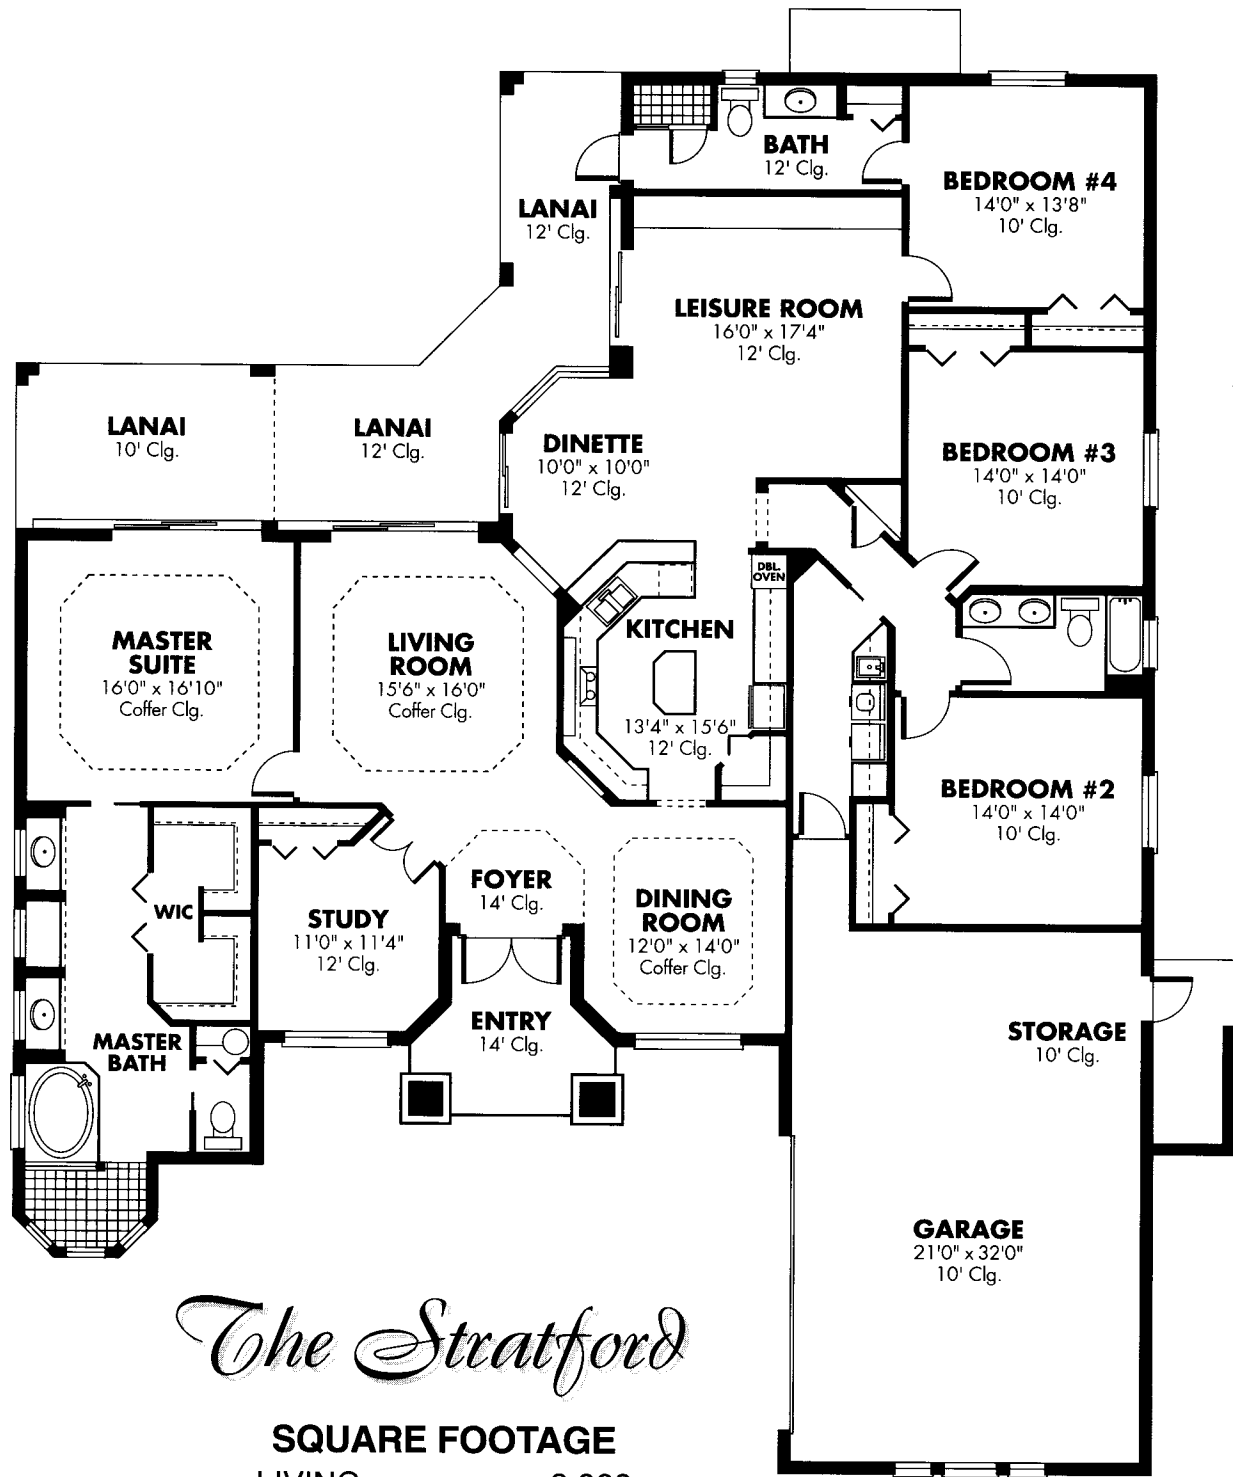 BATH
12' Clg.
BEDROOM #4
14'0" x 13'8"
10' Clg.
LANAI
12' Clg.
LEISURE ROOM
16'0" x 17'4"
12' Clg.
LANAI
10' Clg.
LANAI
12' Clg.
DINETTE
10'0" x 10'0"
12' Clg.
BEDROOM #3
14'0" x 14'0"
10' Clg.
DBL.
OVEN
MASTER
SUITE
16'0" x 16'10"
Coffer Clg.
LIVING
ROOM
15'6" x 16'0"
Coffer Clg.
KITCHEN
13'4" x 15'6"
12' Clg.
BEDROOM #2
14'0" x 14'0"
10' Clg.
WIC
STUDY
11'0" x 11'4"
12' Clg.
FOYER
14' Clg.
DINING
ROOM
12'0" x 14'0"
Coffer Clg.
MASTER
BATH
ENTRY
14' Clg.
STORAGE
10' Clg.
GARAGE
21'0" x 32'0"
10' Clg.
The Stratford
SQUARE FOOTAGE
LIVING